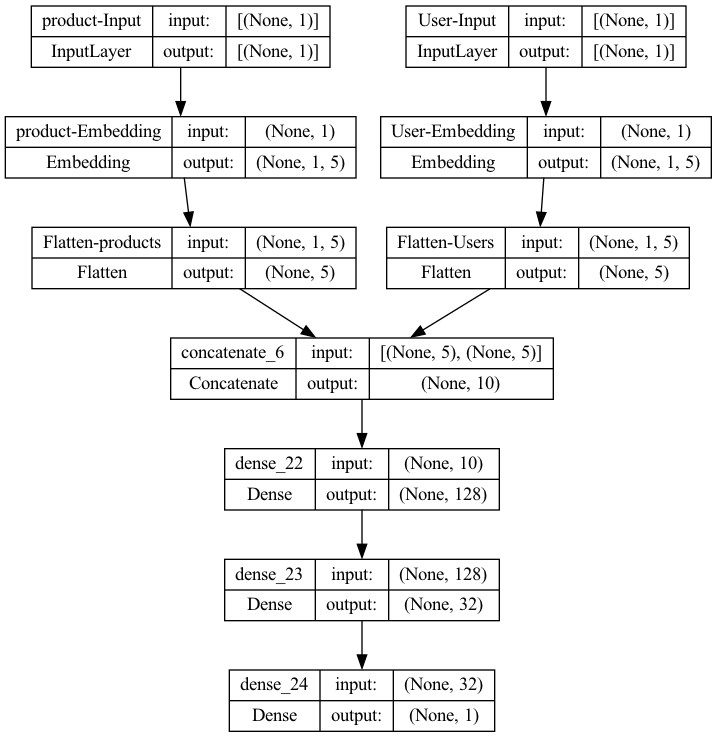 product-Input input: [(None, 1)]
InputLayer output: [(None, 1)]
User-Input input: [(None, 1)]
InputLayer output: [(None, 1)]
product-Embedding input: (None, 1)
Embedding output: (None, 1, 5)
User-Embedding input: (None, 1)
Embedding output: (None, 1, 5)
Flatten-products input: (None, 1, 5)
Flatten output: (None, 5)
Flatten-Users input: (None, 1, 5)
Flatten output: (None, 5)
concatenate_6 input: [(None, 5), (None, 5)]
Concatenate output: (None, 10)
dense_22 input: (None, 10)
Dense output: (None, 128)
dense_23 input: (None, 128)
Dense output: (None, 32)
dense_24 input: (None, 32)
Dense output: (None, 1)